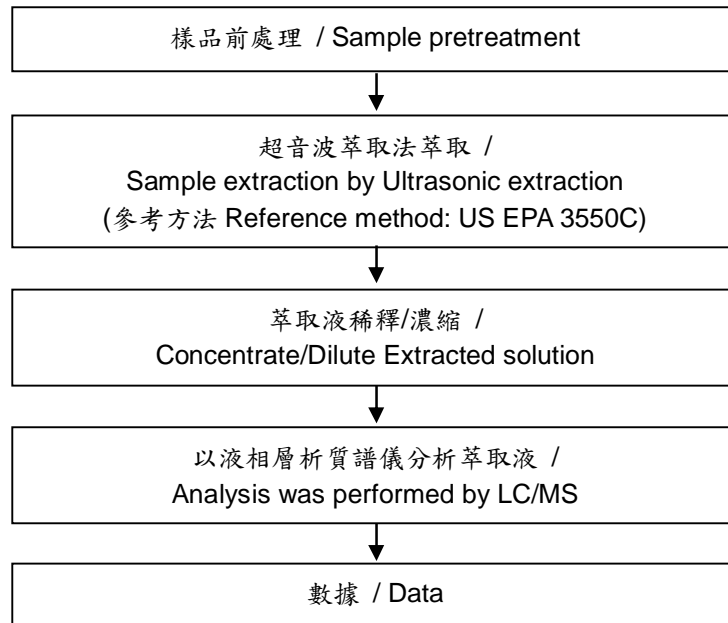 樣品前處理 / Sample pretreatment
超音波萃取法萃取 /
Sample extraction by Ultrasonic extraction
(參考方法 Reference method: US EPA 3550C)
萃取液稀釋/濃縮 /
Concentrate/Dilute Extracted solution
以液相層析質譜儀分析萃取液 /
Analysis was performed by LC/MS
數據 / Data